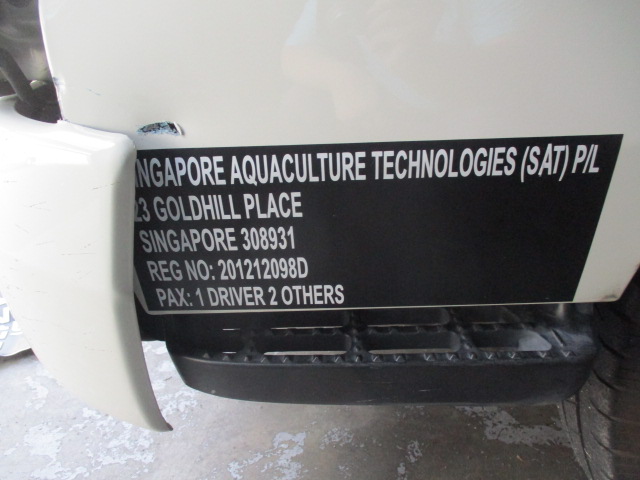 INGAPORE AQUACULTURE TECHNOLOGIES (SAT) P/L
23 GOLDHILL PLACE
SINGAPORE 308931
REG NO: 201212098D
PAX: 1 DRIVER 2 OTHERS